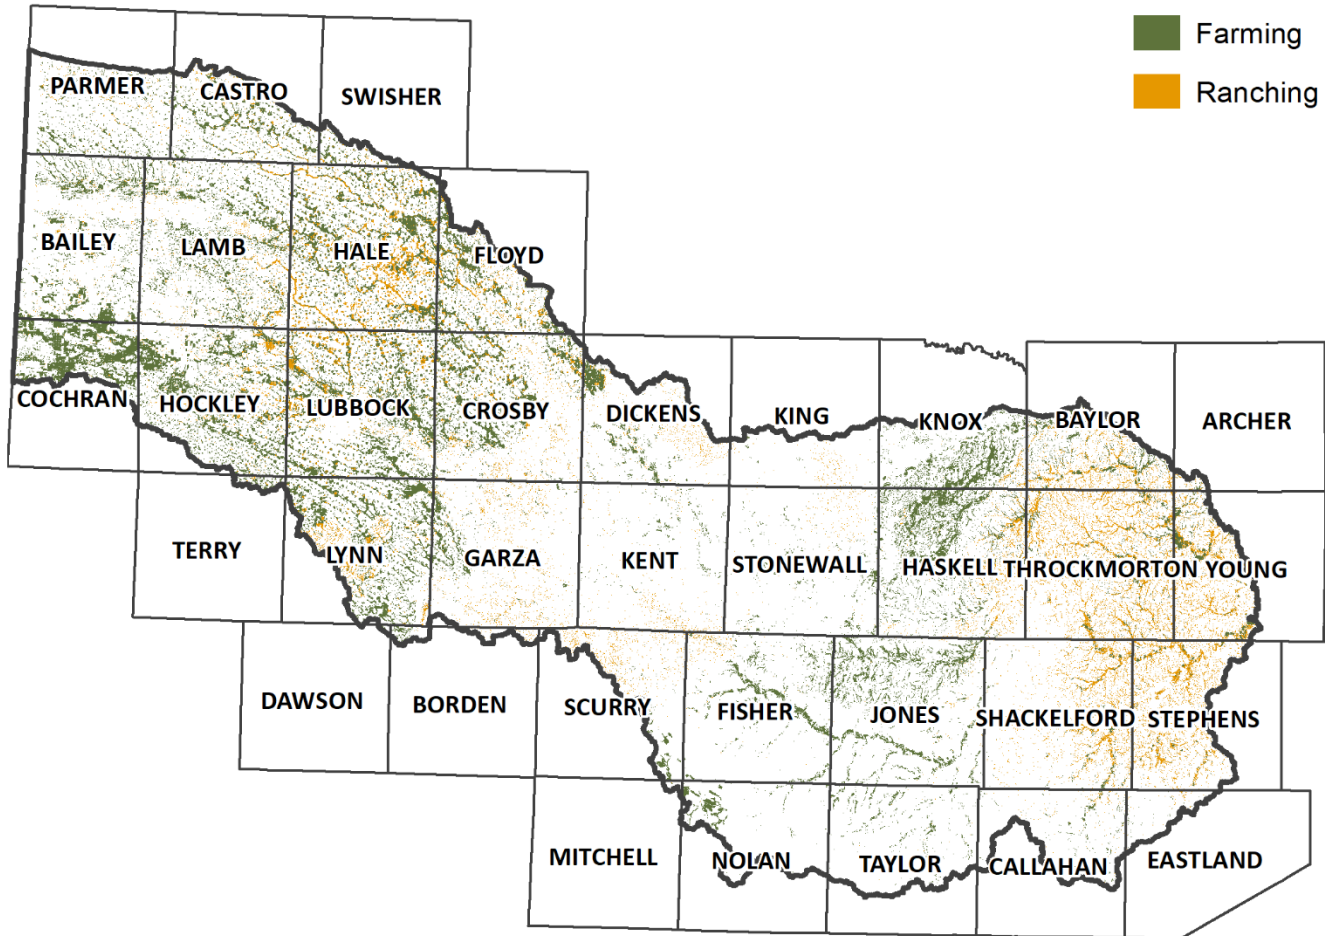 Farming
Ranching
PARMER
CASTRO
SWISHER
BAILEY
LAMB
HALE
FLOYD
COCHRAN
HOCKLEY
LUBBOCK
CROSBY
DICKENS
KING
KNOX
BAYLOR
ARCHER
TERRY
LYNN
GARZA
KENT
STONEWALL
HASKELL
THROCKMORTON
YOUNG
DAWSON
BORDEN
SCURRY
FISHER
JONES
SHACKELFORD
STEPHENS
MITCHELL
NOLAN
TAYLOR
CALLAHAN
EASTLAND